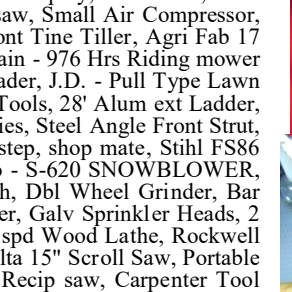 saw, Small Air Compressor,
ont Tine Tiller, Agri Fab 17
ain - 976 Hrs Riding mower
ader, J.D. - Pull Type Lawn
Tools, 28' Alum ext Ladder,
ies, Steel Angle Front Strut,
step, shop mate, Stihl FS86
- S-620 SNOWBLOWER,
h, Dbl Wheel Grinder, Bar
er, Galv Sprinkler Heads, 2
spd Wood Lathe, Rockwell
lta 15" Scroll Saw, Portable
Recip saw, Carpenter Tool